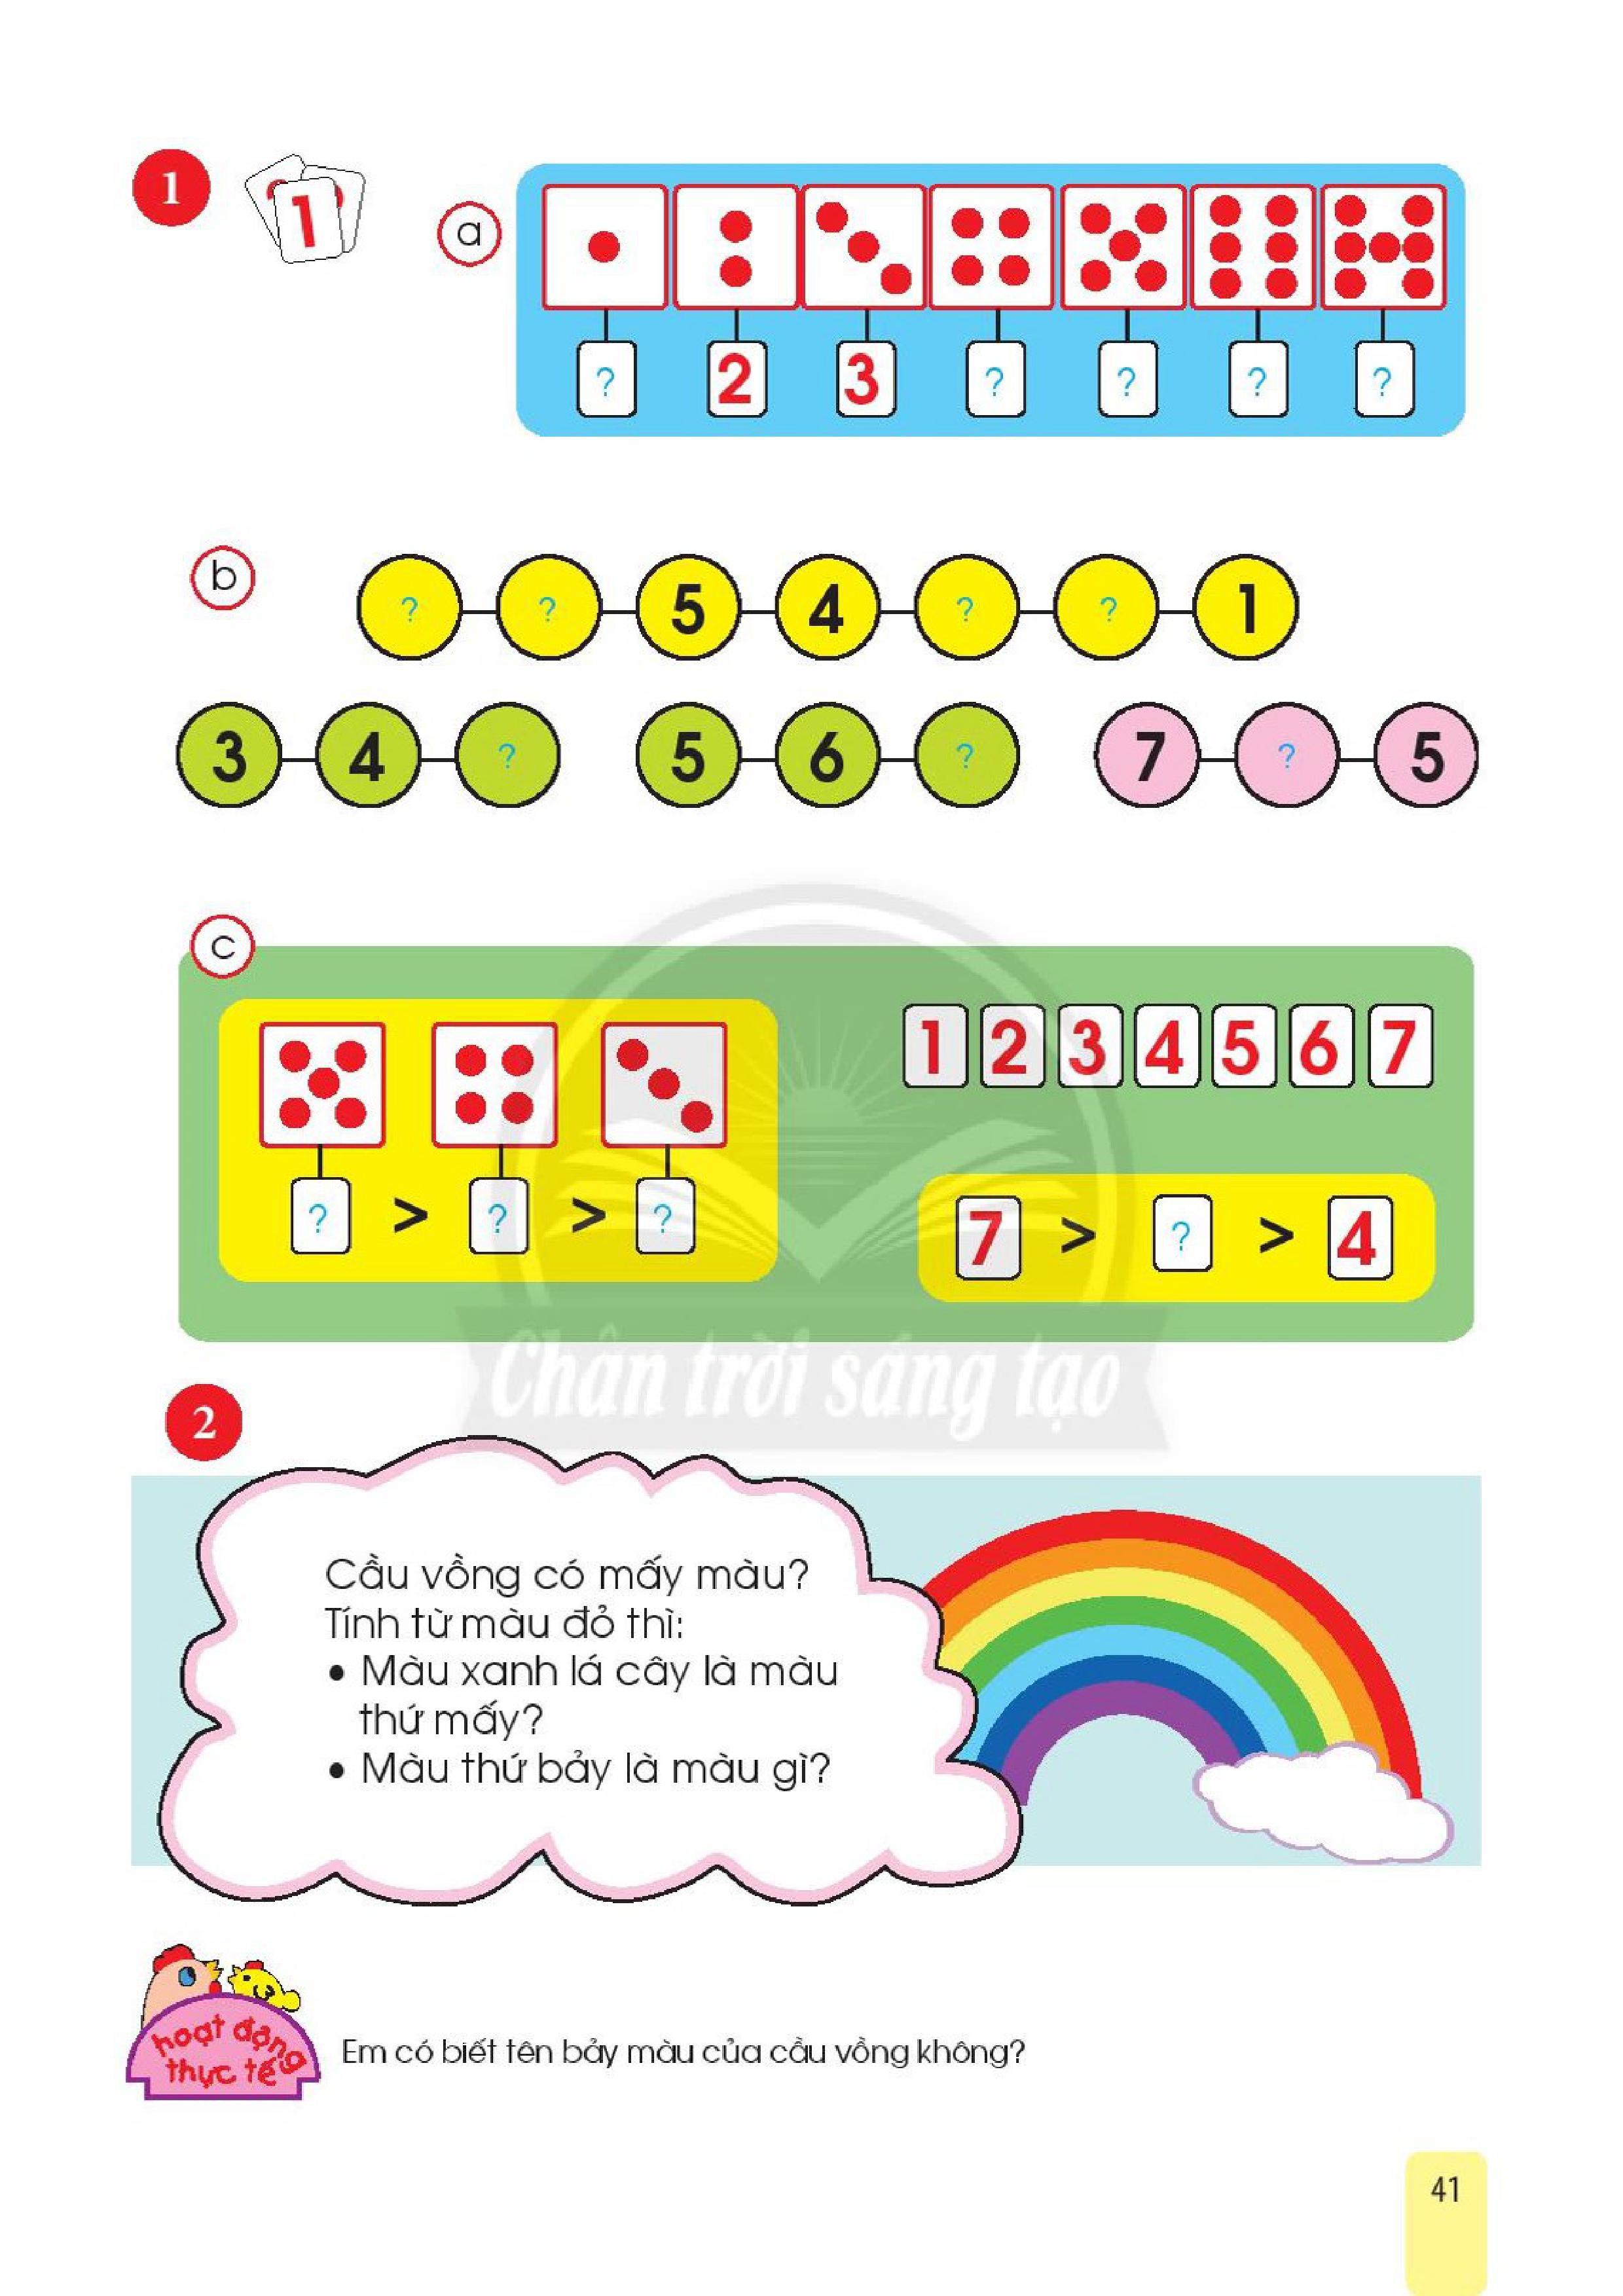 1
1
a
? 2 3 ? ? ? ?
b
? ? 5 4 ? ? 1
3 4 ? 5 6 ? 7 ? 5
c
1 2 3 4 5 6 7
? > ? > ?
7 > ? > 4
Chân trời sáng tạo
2
Cầu vồng có mấy màu?
Tính từ màu đỏ thì:
• Màu xanh lá cây là màu
thứ mấy?
• Màu thứ bảy là màu gì?
hoạt động
thực tế
Em có biết tên bảy màu của cầu vồng không?
41